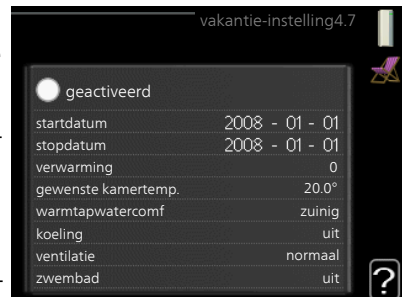 vakantie-instelling4.7
geactiveerd
startdatum 2008 - 01 - 01
stopdatum 2008 - 01 - 01
verwarming 0
gewenste kamertemp. 20.0°
warmtapwatercomf zuinig
koeling uit
ventilatie normaal
zwembad uit
?